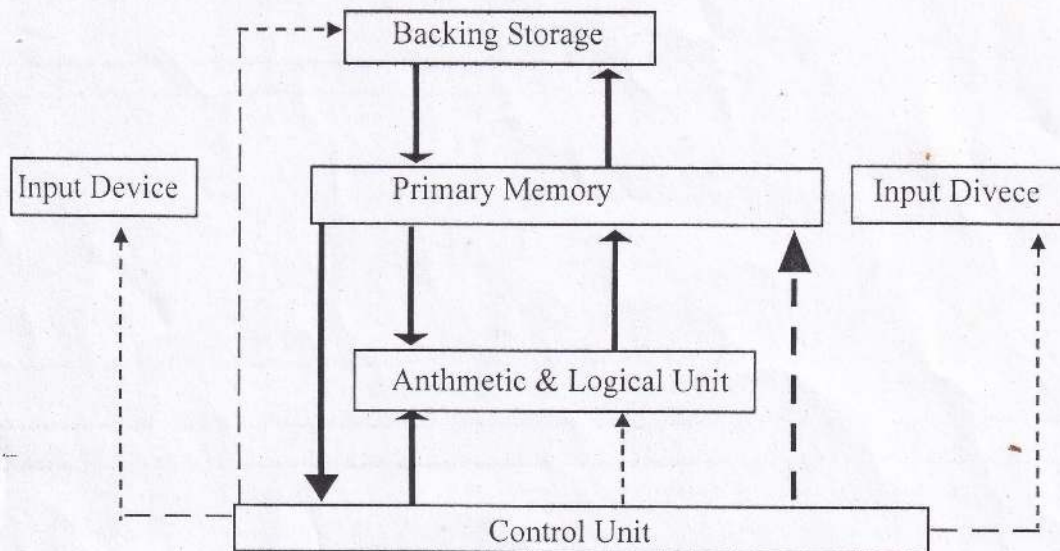 Backing Storage
Input Device
Primary Memory
Input Divece
Anthmetic & Logical Unit
Control Unit